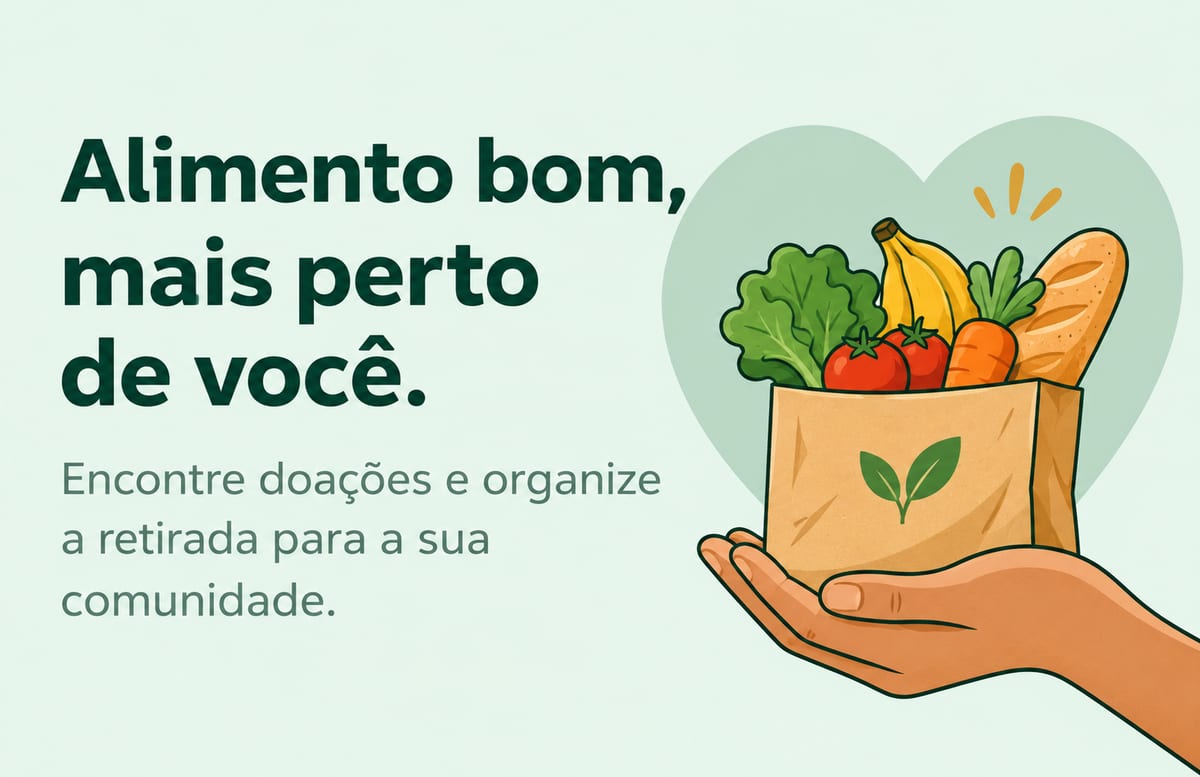 Alimento bom,
mais perto
de você.
Encontre doações e organize
a retirada para a sua
comunidade.